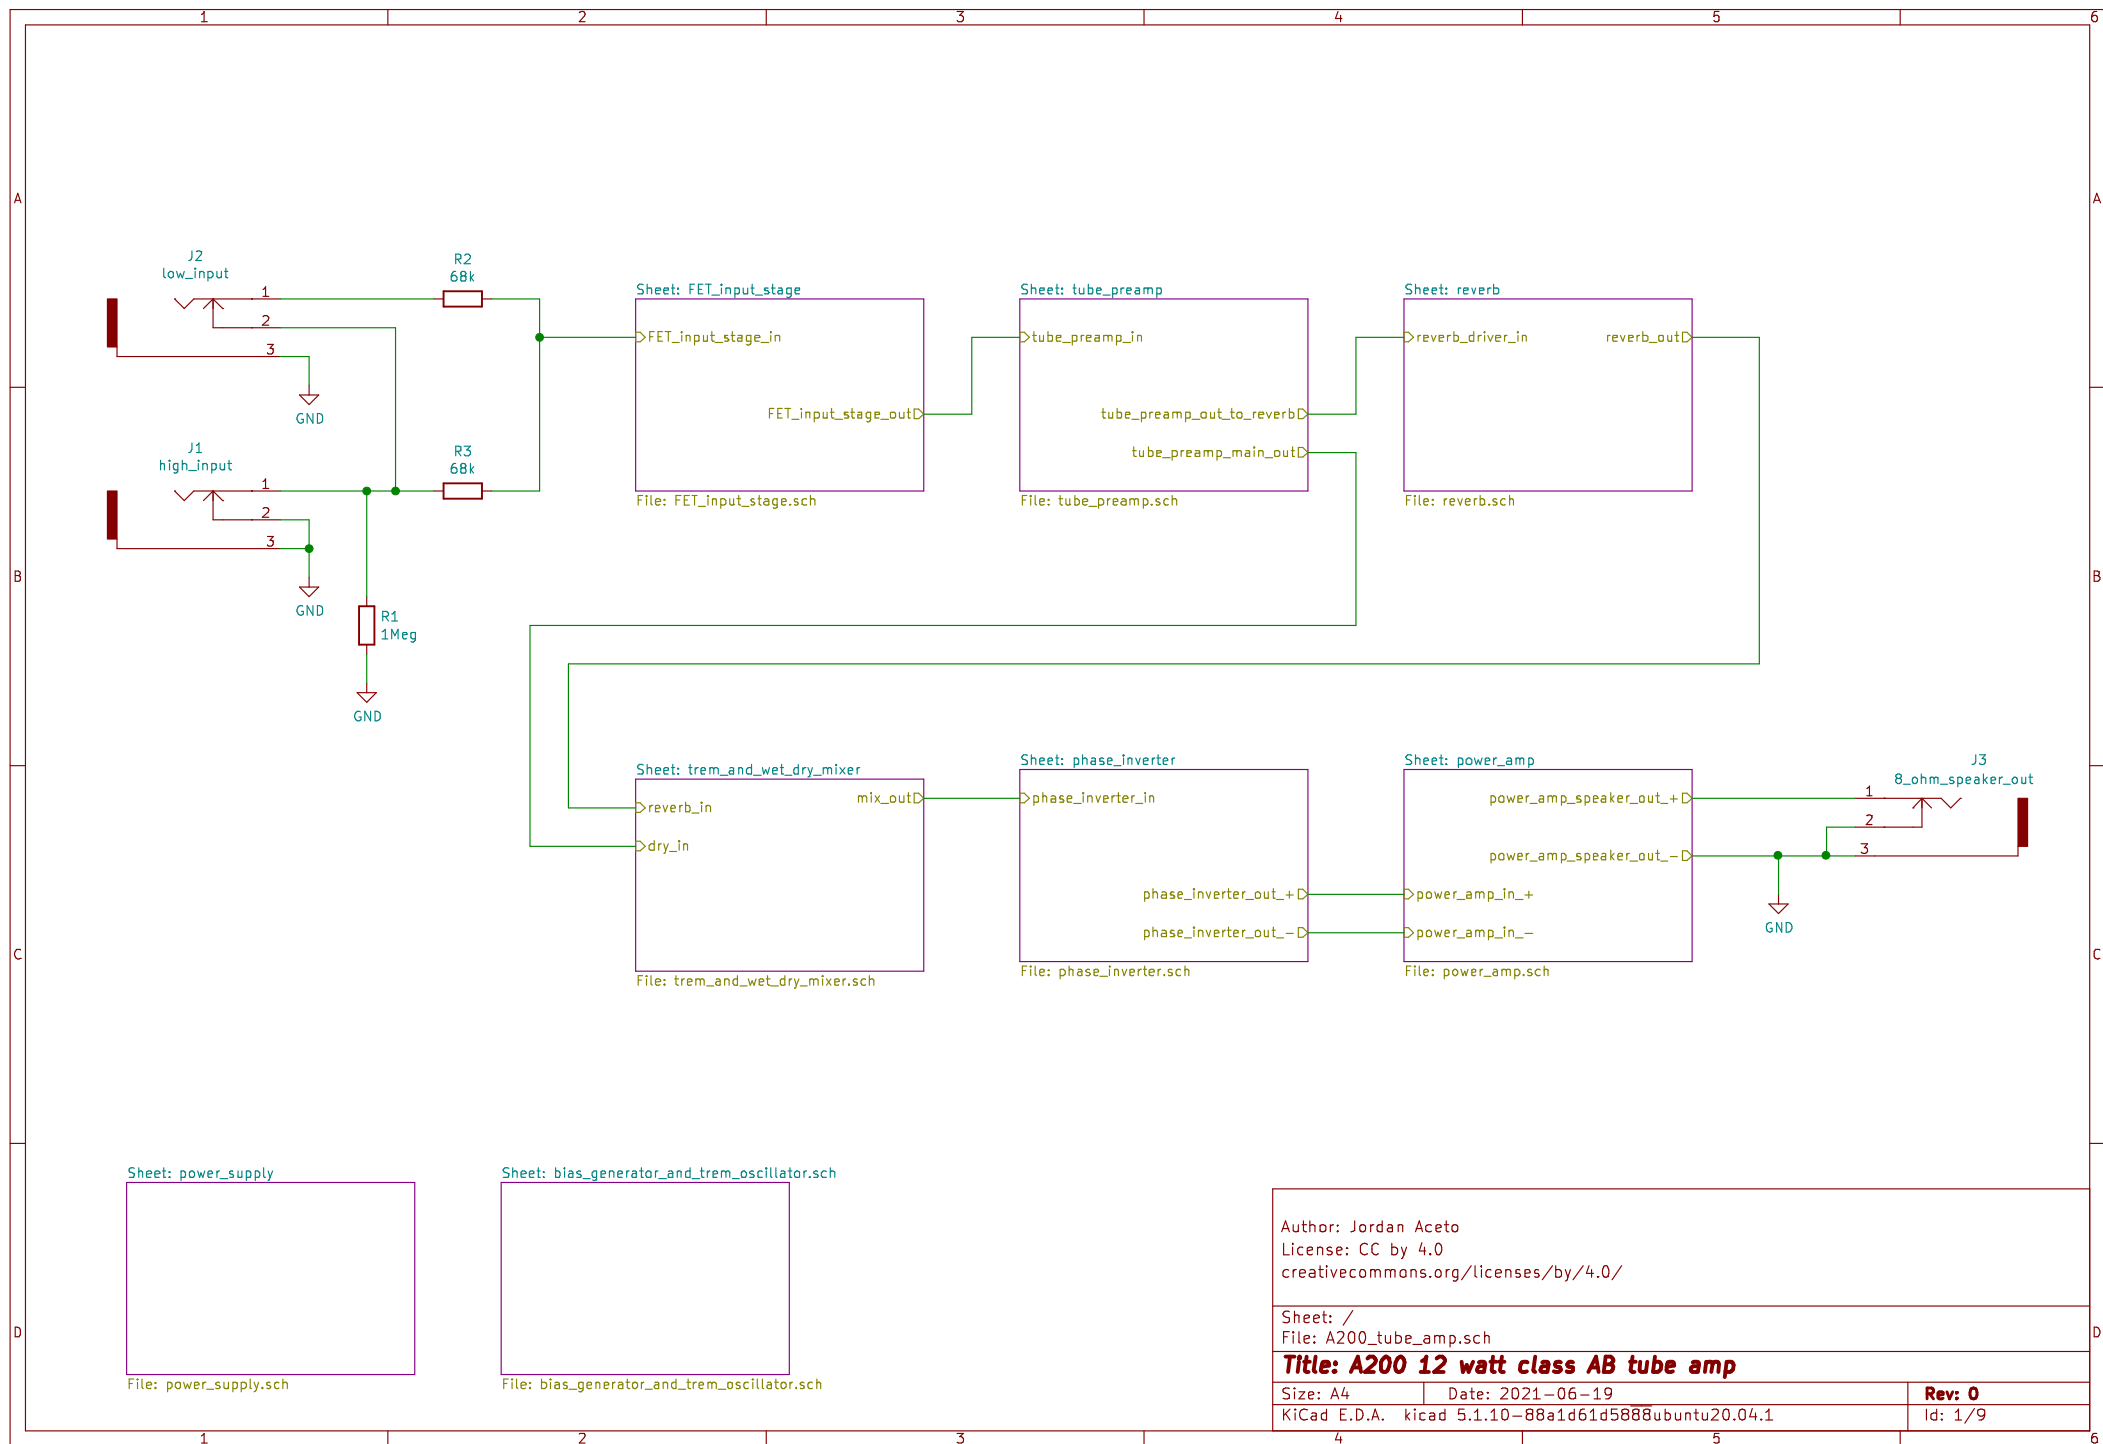 1 2 3 4 5 6
A A
J2
low_input
1
2
3
GND
R2
68k
Sheet: FET_input_stage
FET_input_stage_in
FET_input_stage_out
File: FET_input_stage.sch
Sheet: tube_preamp
tube_preamp_in
tube_preamp_out_to_reverb
tube_preamp_main_out
File: tube_preamp.sch
Sheet: reverb
reverb_driver_in
reverb_out
File: reverb.sch
J1
high_input
1
2
3
GND
R3
68k
B B
R1
1Meg
GND
Sheet: trem_and_wet_dry_mixer
reverb_in
mix_out
dry_in
File: trem_and_wet_dry_mixer.sch
Sheet: phase_inverter
phase_inverter_in
phase_inverter_out_+
phase_inverter_out_-
File: phase_inverter.sch
Sheet: power_amp
power_amp_speaker_out_+
power_amp_speaker_out_-
power_amp_in_+
power_amp_in_-
File: power_amp.sch
J3
8_ohm_speaker_out
1
2
3
GND
C C
Sheet: power_supply
File: power_supply.sch
Sheet: bias_generator_and_trem_oscillator.sch
File: bias_generator_and_trem_oscillator.sch
Author: Jordan Aceto
License: CC by 4.0
creativecommons.org/licenses/by/4.0/
Sheet: /
File: A200_tube_amp.sch
D D
Title: A200 12 watt class AB tube amp
Size: A4 Date: 2021-06-19 Rev: 0
KiCad E.D.A. kicad 5.1.10-88a1d61d5888ubuntu20.04.1 Id: 1/9
1 2 3 4 5 6